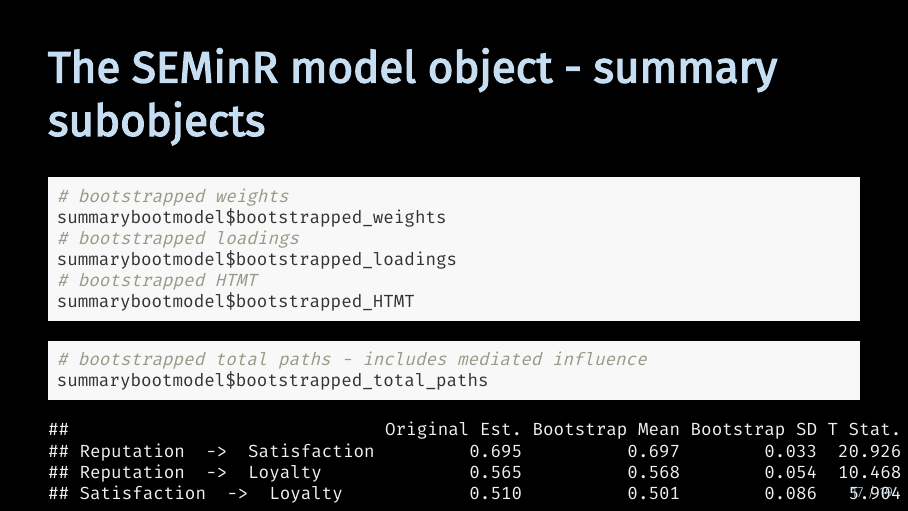 The SEMinR model object - summary
subobjects
# bootstrapped weights
summarybootmodel$bootstrapped_weights
# bootstrapped loadings
summarybootmodel$bootstrapped_loadings
# bootstrapped HTMT
summarybootmodel$bootstrapped_HTMT
# bootstrapped total paths - includes mediated influence
summarybootmodel$bootstrapped_total_paths
##                              Original Est. Bootstrap Mean Bootstrap SD T Stat.
## Reputation  ->  Satisfaction         0.695          0.697        0.033  20.926
## Reputation  ->  Loyalty              0.565          0.568        0.054  10.468
## Satisfaction  ->  Loyalty            0.510          0.501        0.086   5.904